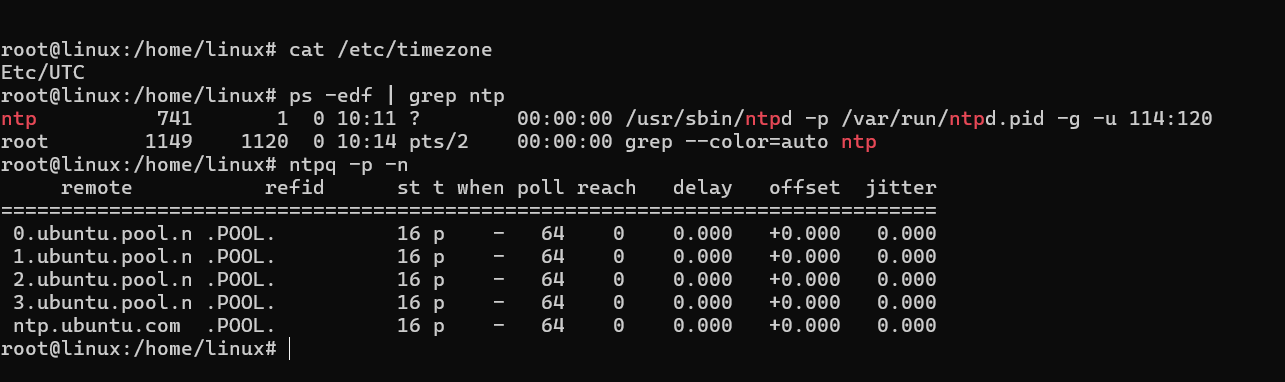 root@linux:/home/linux# cat /etc/timezone
Etc/UTC
root@linux:/home/linux# ps -edf | grep ntp
ntp          741       1  0 10:11 ?        00:00:00 /usr/sbin/ntpd -p /var/run/ntpd.pid -g -u 114:120
root        1149    1120  0 10:14 pts/2    00:00:00 grep --color=auto ntp
root@linux:/home/linux# ntpq -p -n
     remote           refid      st t when poll reach   delay   offset  jitter
==============================================================================
 0.ubuntu.pool.n .POOL.          16 p    -   64    0    0.000   +0.000   0.000
 1.ubuntu.pool.n .POOL.          16 p    -   64    0    0.000   +0.000   0.000
 2.ubuntu.pool.n .POOL.          16 p    -   64    0    0.000   +0.000   0.000
 3.ubuntu.pool.n .POOL.          16 p    -   64    0    0.000   +0.000   0.000
 ntp.ubuntu.com  .POOL.          16 p    -   64    0    0.000   +0.000   0.000
root@linux:/home/linux#